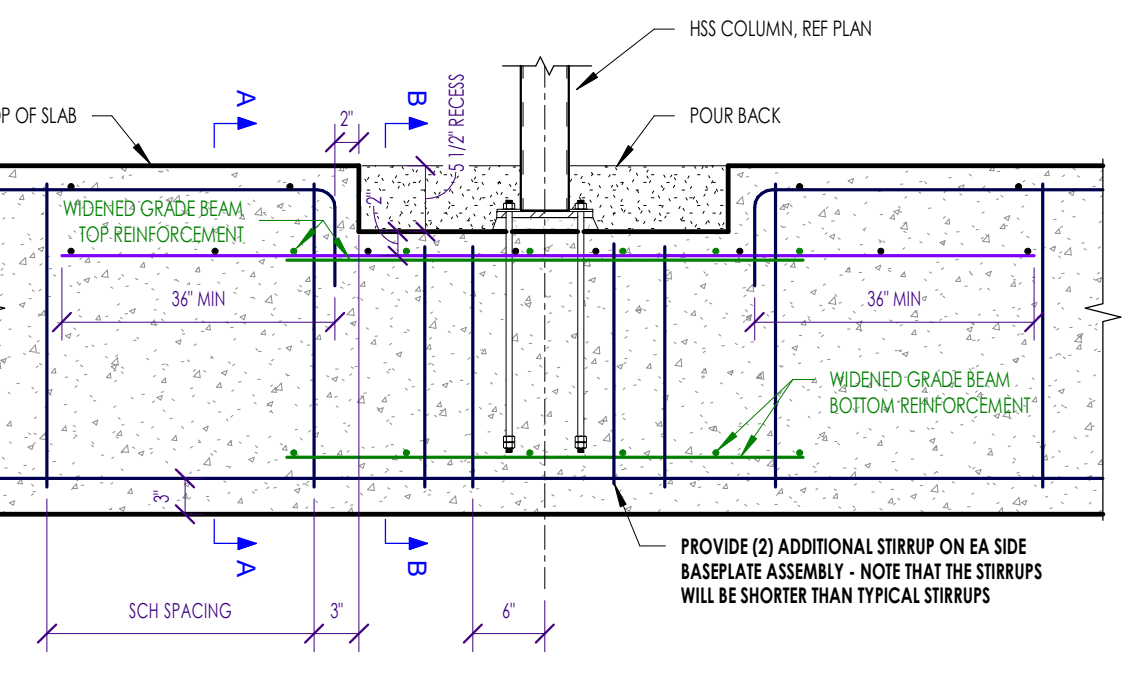 HSS COLUMN, REF PLAN
OP OF SLAB
A
2"
B
5 1/2" RECESS
POUR BACK
WIDENED GRADE BEAM
TOP REINFORCEMENT
2"
36" MIN
36" MIN
WIDENED GRADE BEAM
BOTTOM REINFORCEMENT
3"
A
B
PROVIDE (2) ADDITIONAL STIRRUP ON EA SIDE
BASEPLATE ASSEMBLY - NOTE THAT THE STIRRUPS
WILL BE SHORTER THAN TYPICAL STIRRUPS
SCH SPACING
3"
6"